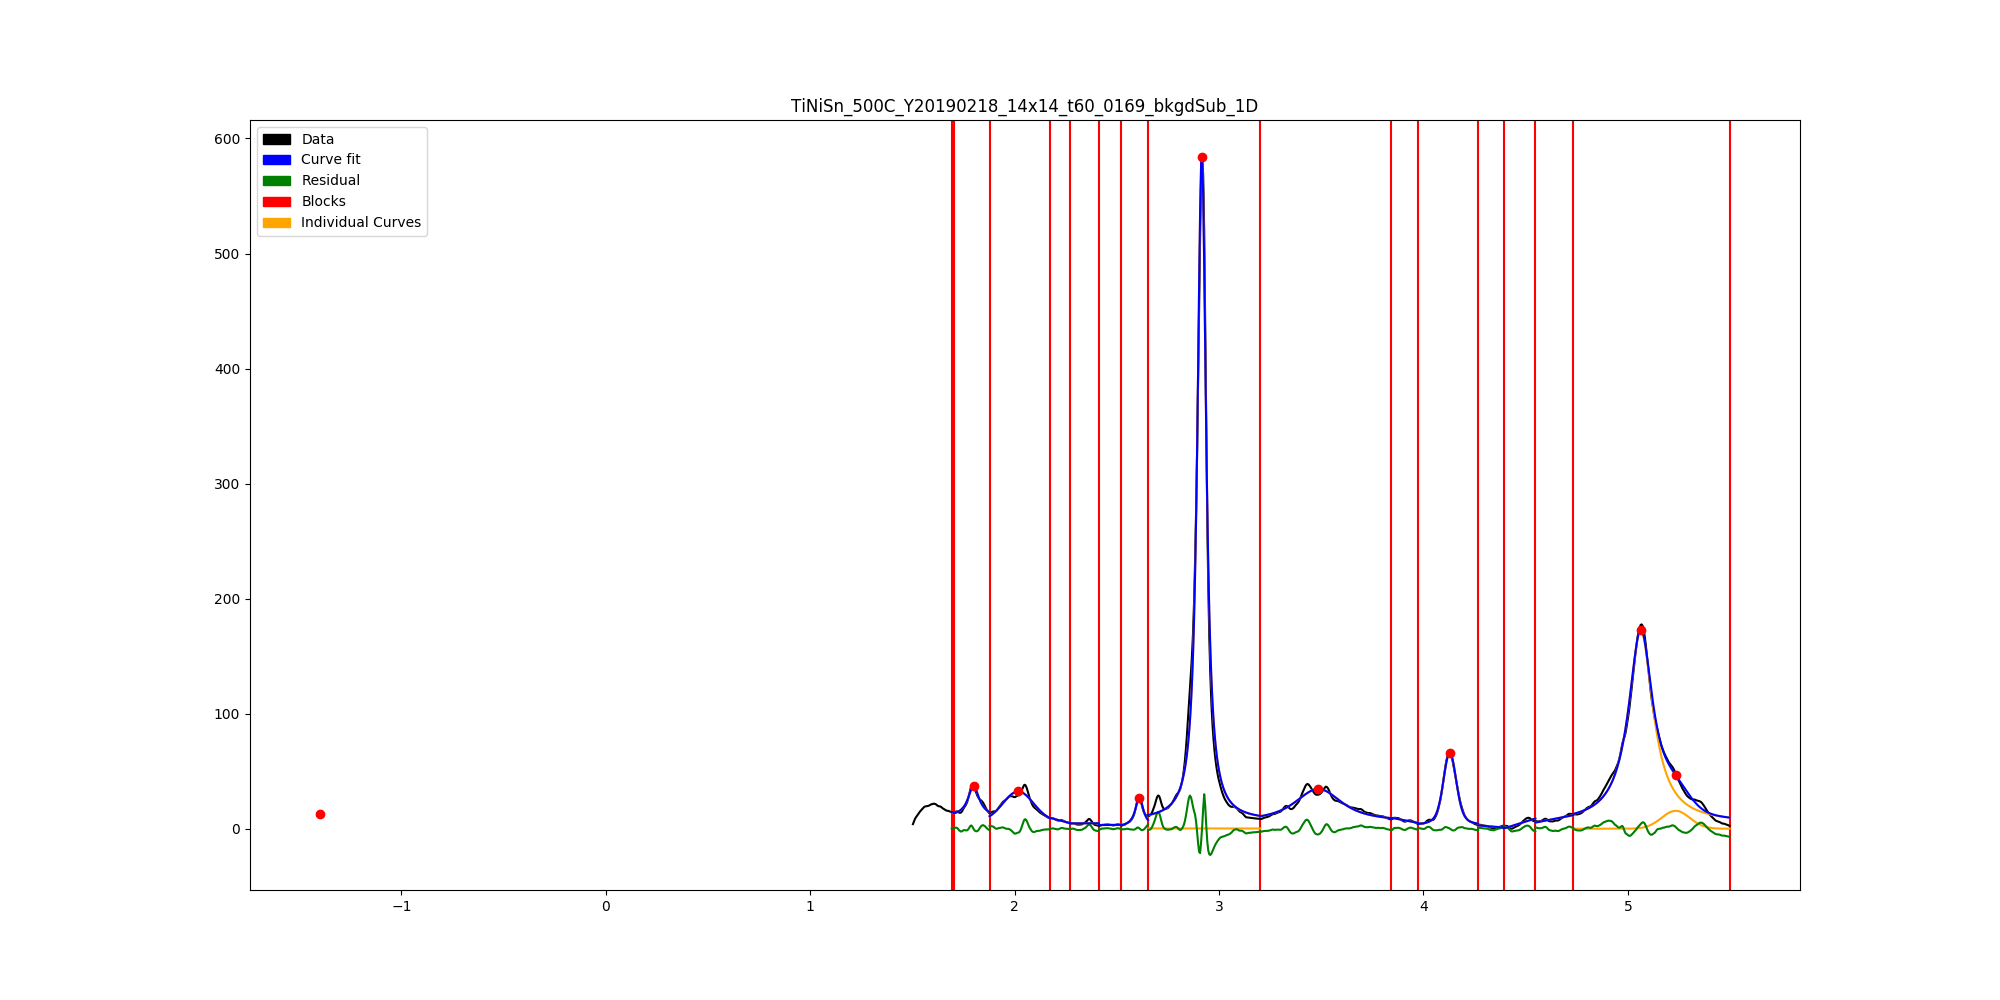 TiNiSn_500C_Y20190218_14x14_t60_0169_bkgdSub_1D
600
500
400
300
200
100
0
Data
Curve fit
Residual
Blocks
Individual Curves
−1
0
1
2
3
4
5